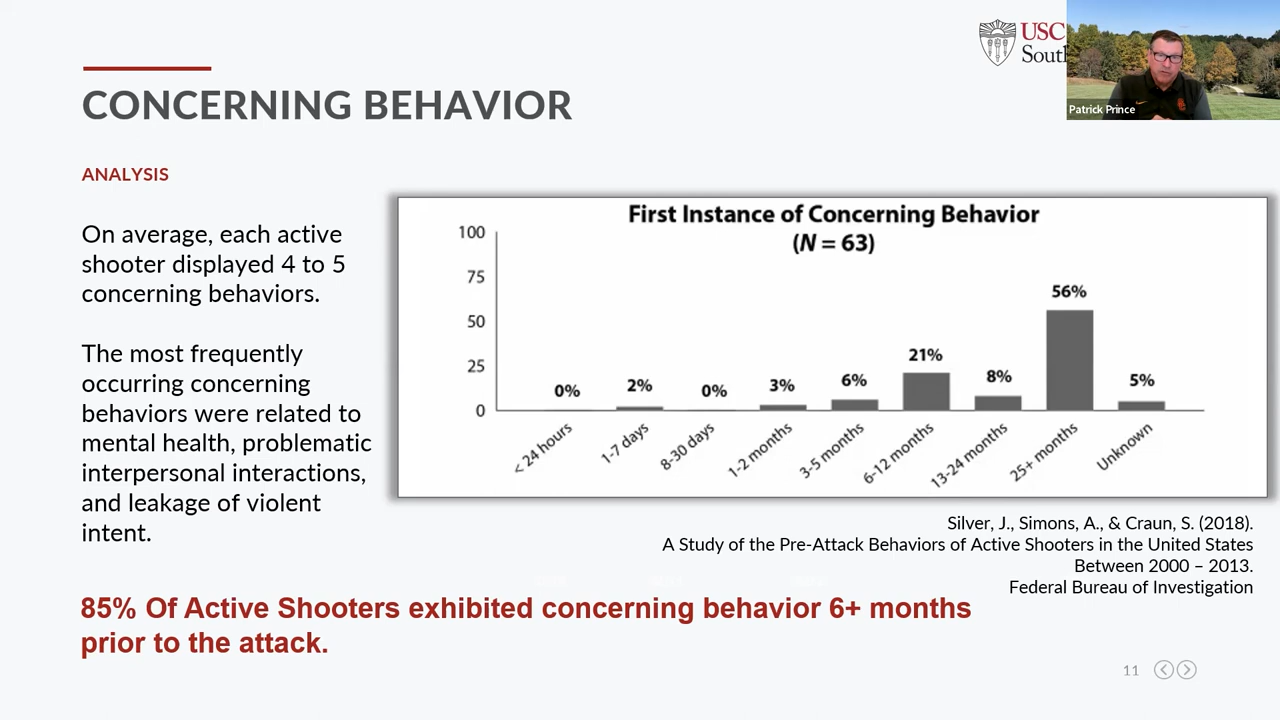 USC
South
Patrick Prince
CONCERNING BEHAVIOR
ANALYSIS
On average, each active
shooter displayed 4 to 5
concerning behaviors.
The most frequently
occurring concerning
behaviors were related to
mental health, problematic
interpersonal interactions,
and leakage of violent
intent.
First Instance of Concerning Behavior
(N = 63)
100
75
50
25
0
0%
2%
0%
3%
6%
21%
8%
56%
5%
< 24 hours
1-7 days
8-30 days
1-2 months
3-5 months
6-12 months
13-24 months
25+ months
Unknown
Silver, J., Simons, A., & Craun, S. (2018).
A Study of the Pre-Attack Behaviors of Active Shooters in the United States
Between 2000 – 2013.
Federal Bureau of Investigation
85% Of Active Shooters exhibited concerning behavior 6+ months
prior to the attack.
11